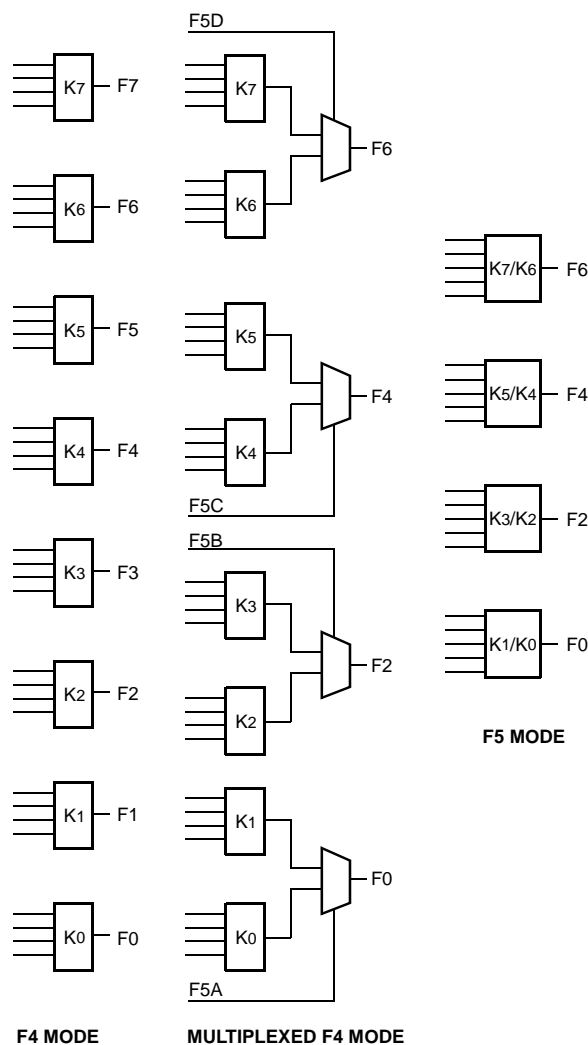 K7
F7
K6
F6
K5
F5
K4
F4
K3
F3
K2
F2
K1
F1
K0
F0
F4 MODE
F5D
K7
K6
F6
K5
K4
F4
F5C
F5B
K3
K2
F2
K1
K0
F0
F5A
MULTIPLEXED F4 MODE
K7/K6
F6
K5/K4
F4
K3/K2
F2
K1/K0
F0
F5 MODE